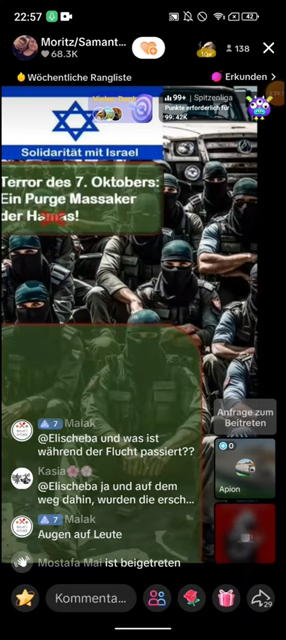 22:57
42
Moritz/Samant...
68.3K
138
Wöchentliche Rangliste
Erkunden >
99+ | Spitzenliga
Punkte erforderlich für
99: 42K
Solidarität mit Israel
Terror des 7. Oktobers:
Ein Purge Massaker
der Hamas!
Anfrage zum
Beitreten
7 Malak
@Elischeba und was ist
während der Flucht passiert??
0
Kasia🌸🌸
@Elischeba ja und auf dem
weg dahin, wurden die ersch...
Apion
7 Malak
Augen auf Leute
Mostafa Mai ist beigetreten
Kommenta...
29